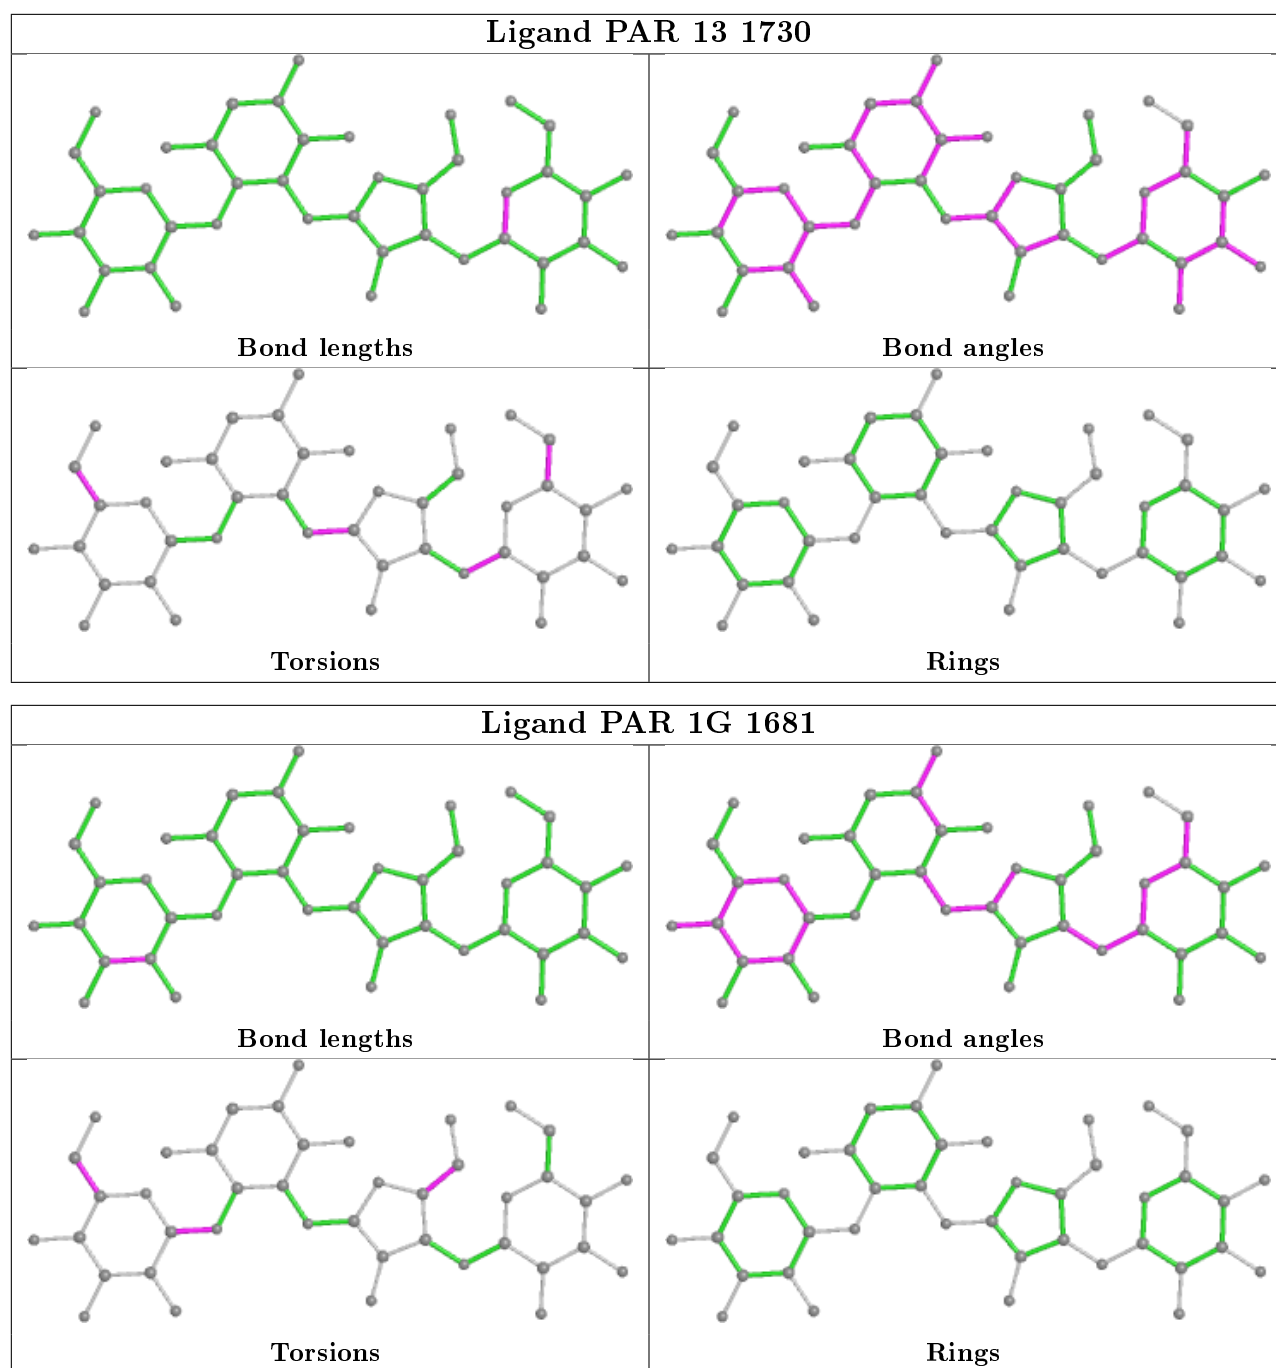 Ligand PAR 13 1730
Bond lengths
Bond angles
Torsions
Rings
Ligand PAR 1G 1681
Bond lengths
Bond angles
Torsions
Rings